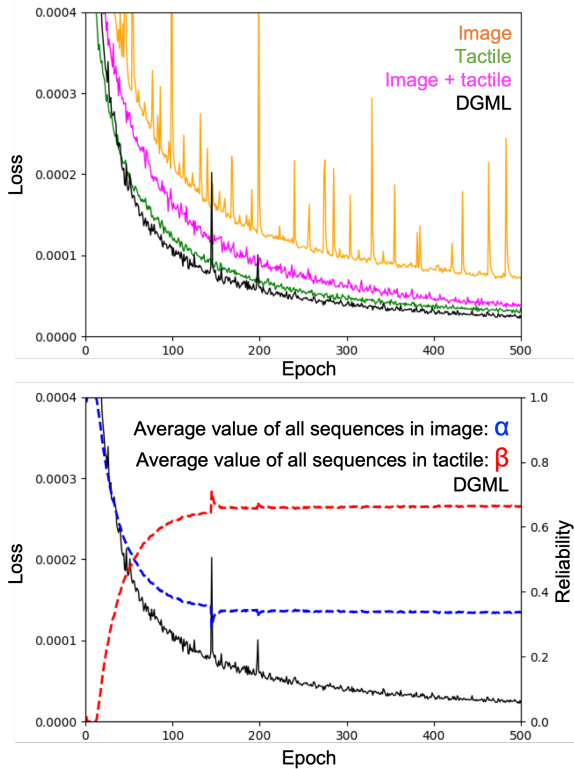 0.0004
0.0003
0.0002
0.0001
0.0000
Loss
Image
Tactile
Image + tactile
DGML
0 100 200 300 400 500
Epoch
0.0004
0.0003
0.0002
0.0001
0.0000
Loss
Average value of all sequences in image: α
Average value of all sequences in tactile: β
DGML
1.0
0.8
0.6
0.4
0.2
0.0
Reliability
0 100 200 300 400 500
Epoch